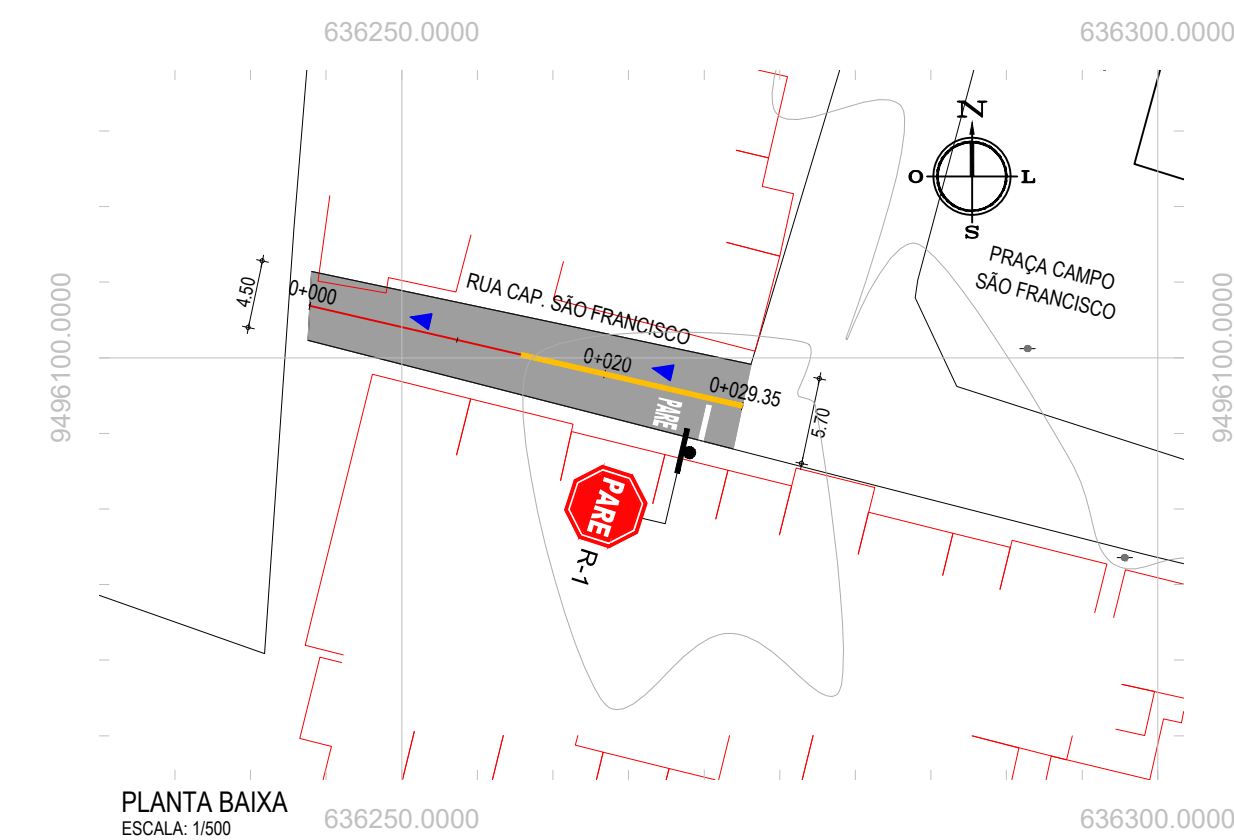 636250.0000
636300.0000
N
O
L
S
PRAÇA CAMPO
SÃO FRANCISCO
4.50
0+000
RUA CAP. SÃO FRANCISCO
9496100.0000
9496100.0000
0+020
0+029.35
PARE
5.70
PARE
R-1
PLANTA BAIXA
ESCALA: 1/500
636250.0000
636300.0000